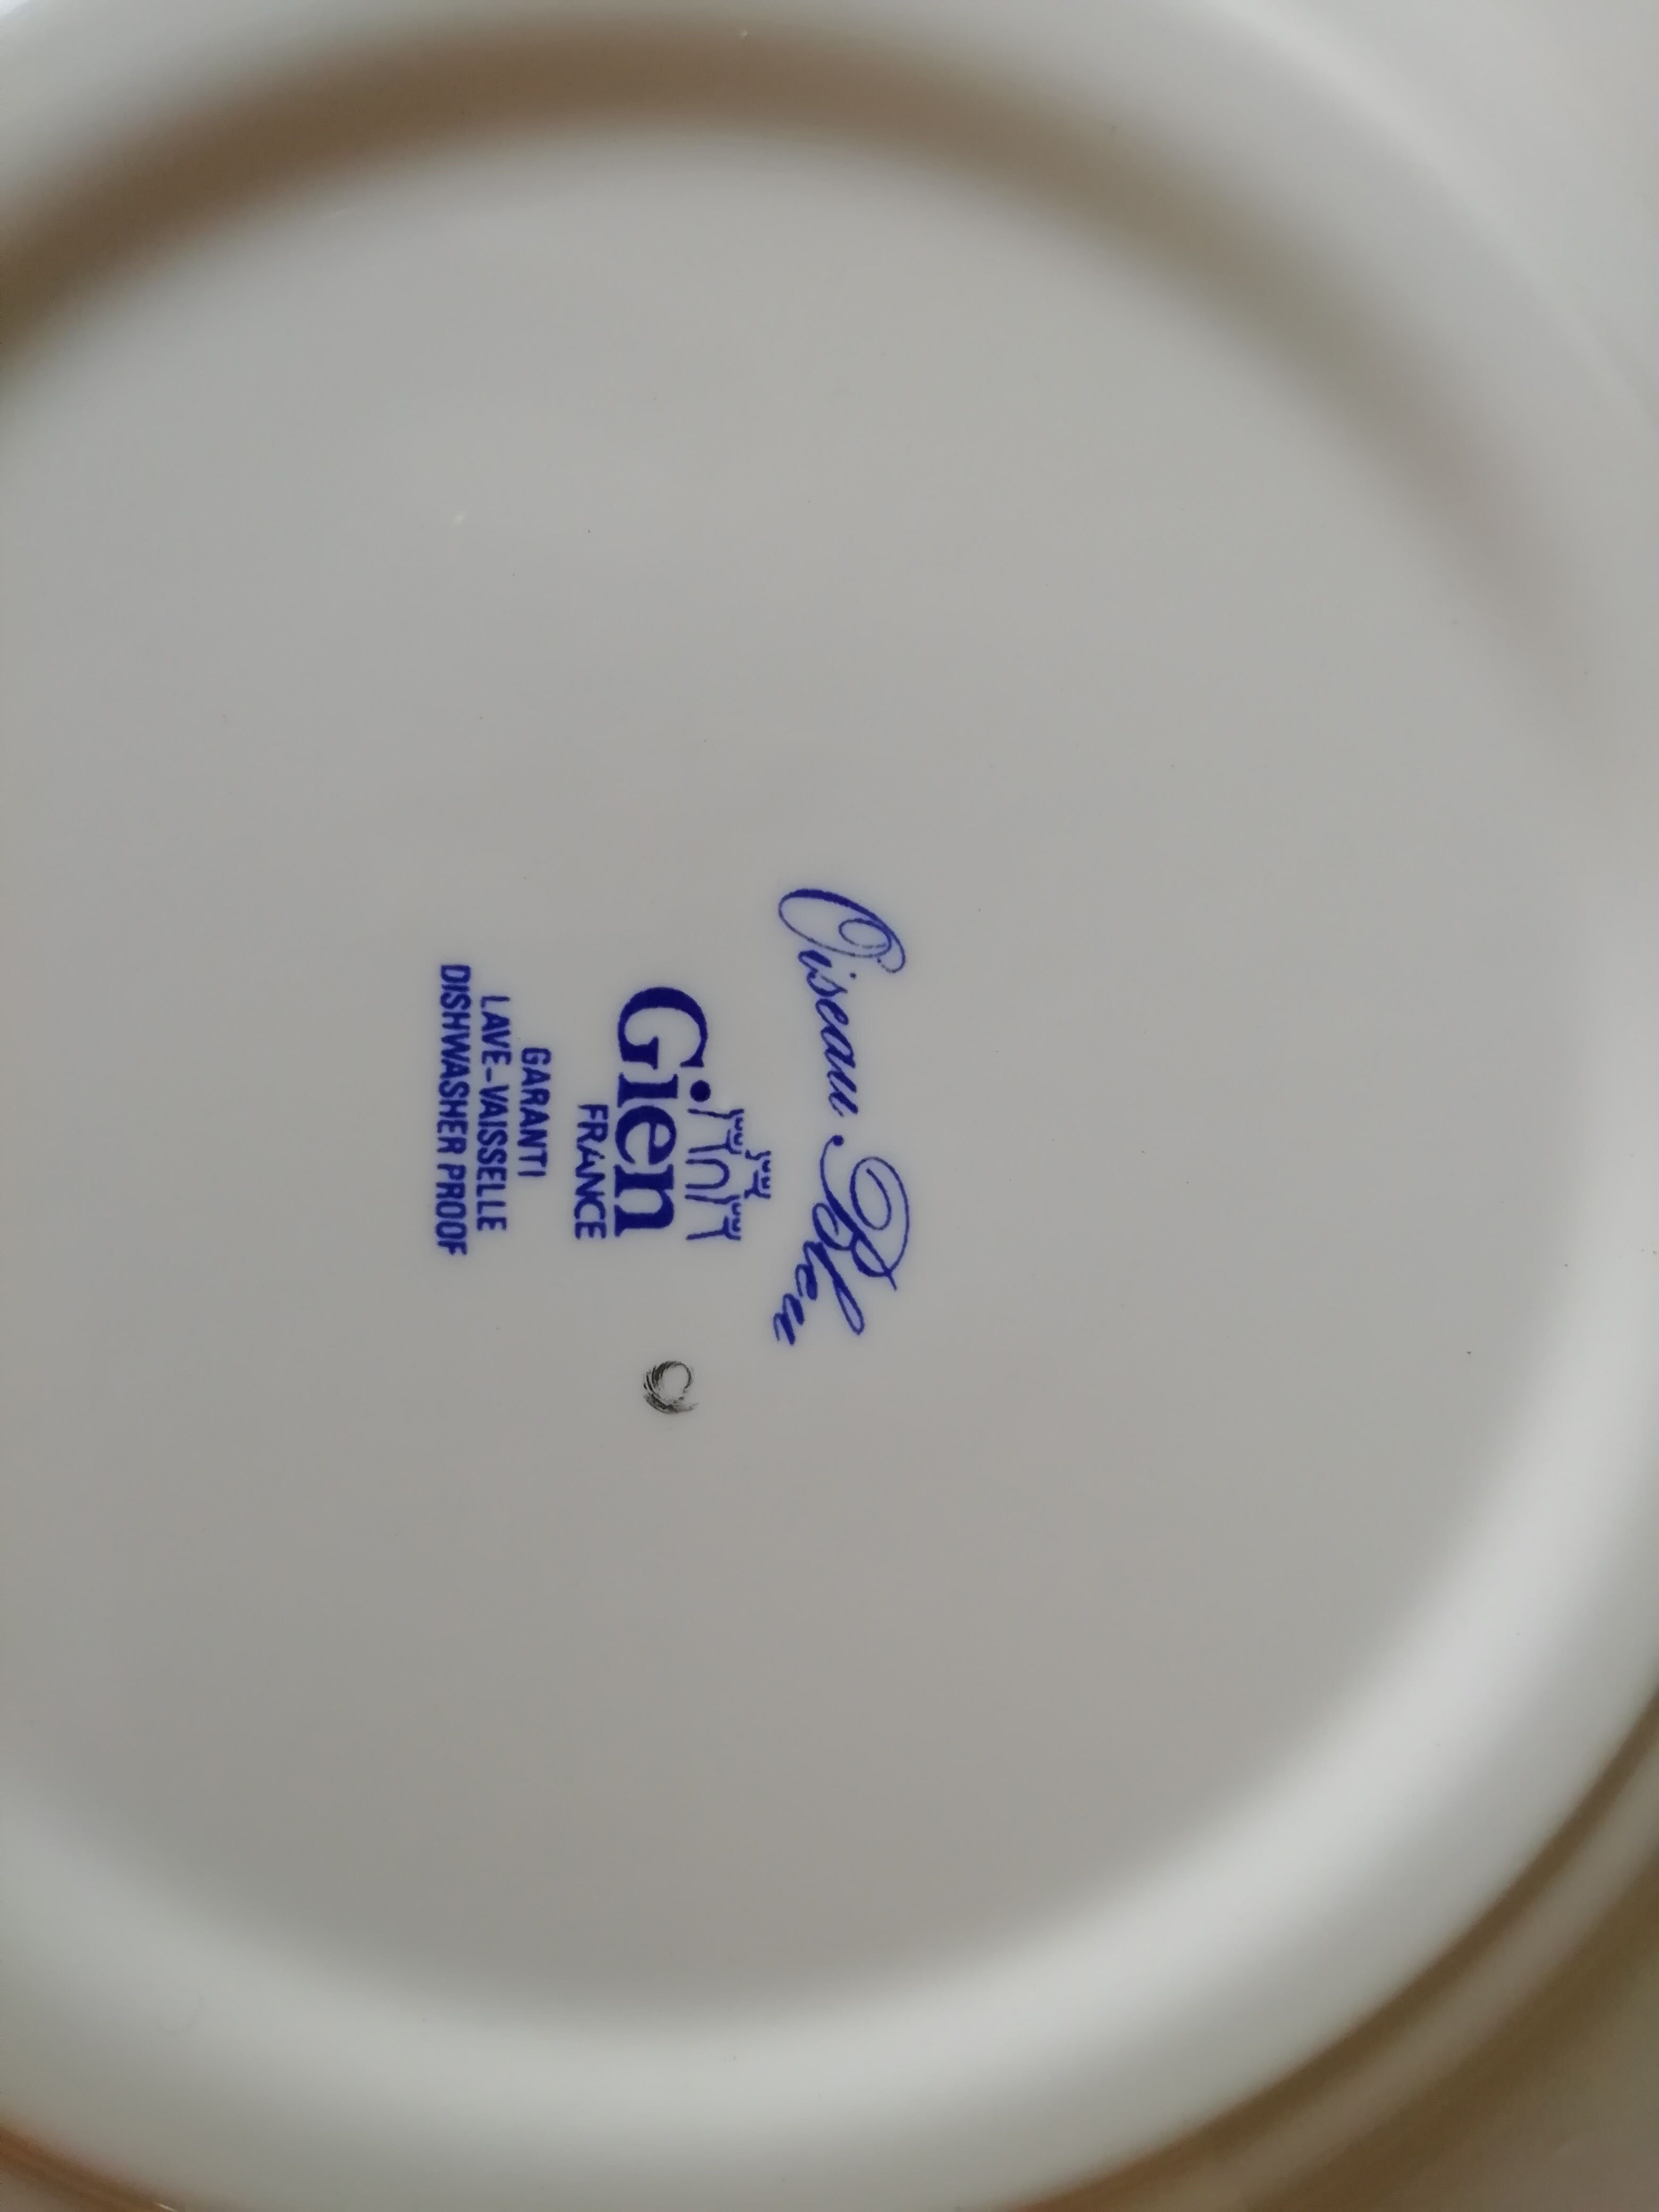 Oiseau Bleu
Gien
FRANCE
GARANTI
LAVE-VAISSELLE
DISHWASHER PROOF